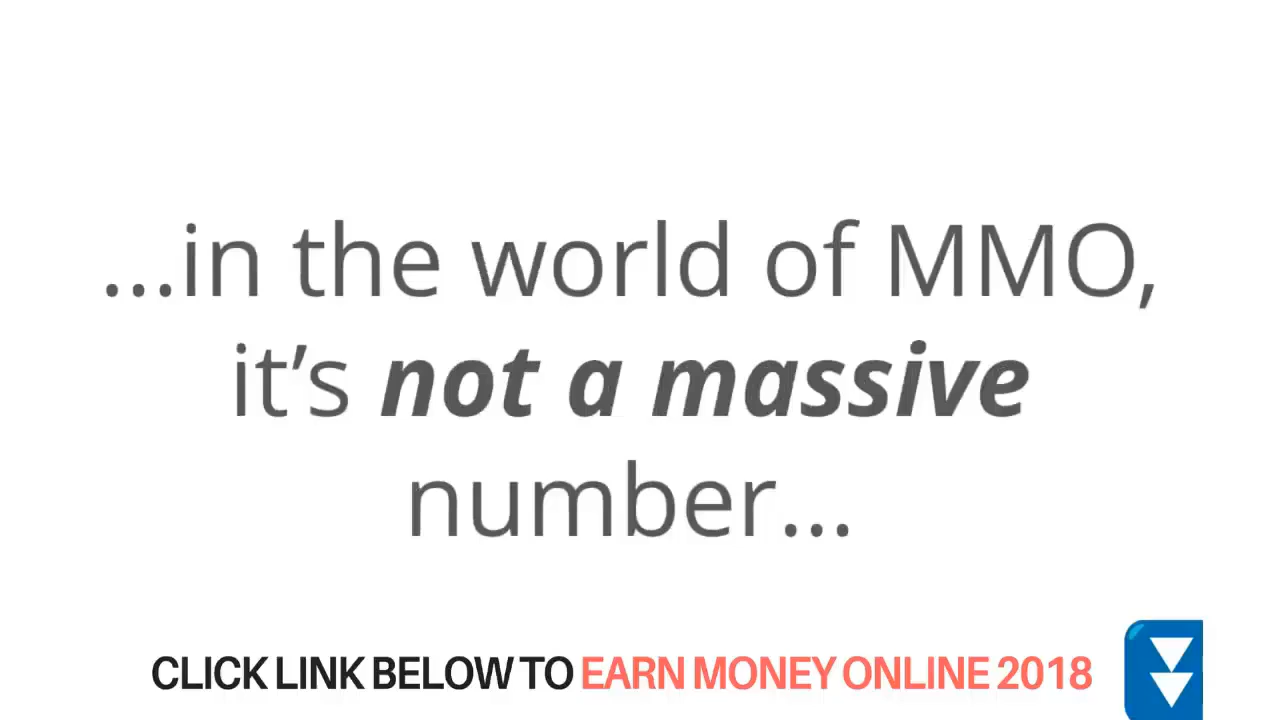 ...in the world of MMO,
it’s not a massive
number...
CLICK LINK BELOW TO EARN MONEY ONLINE 2018